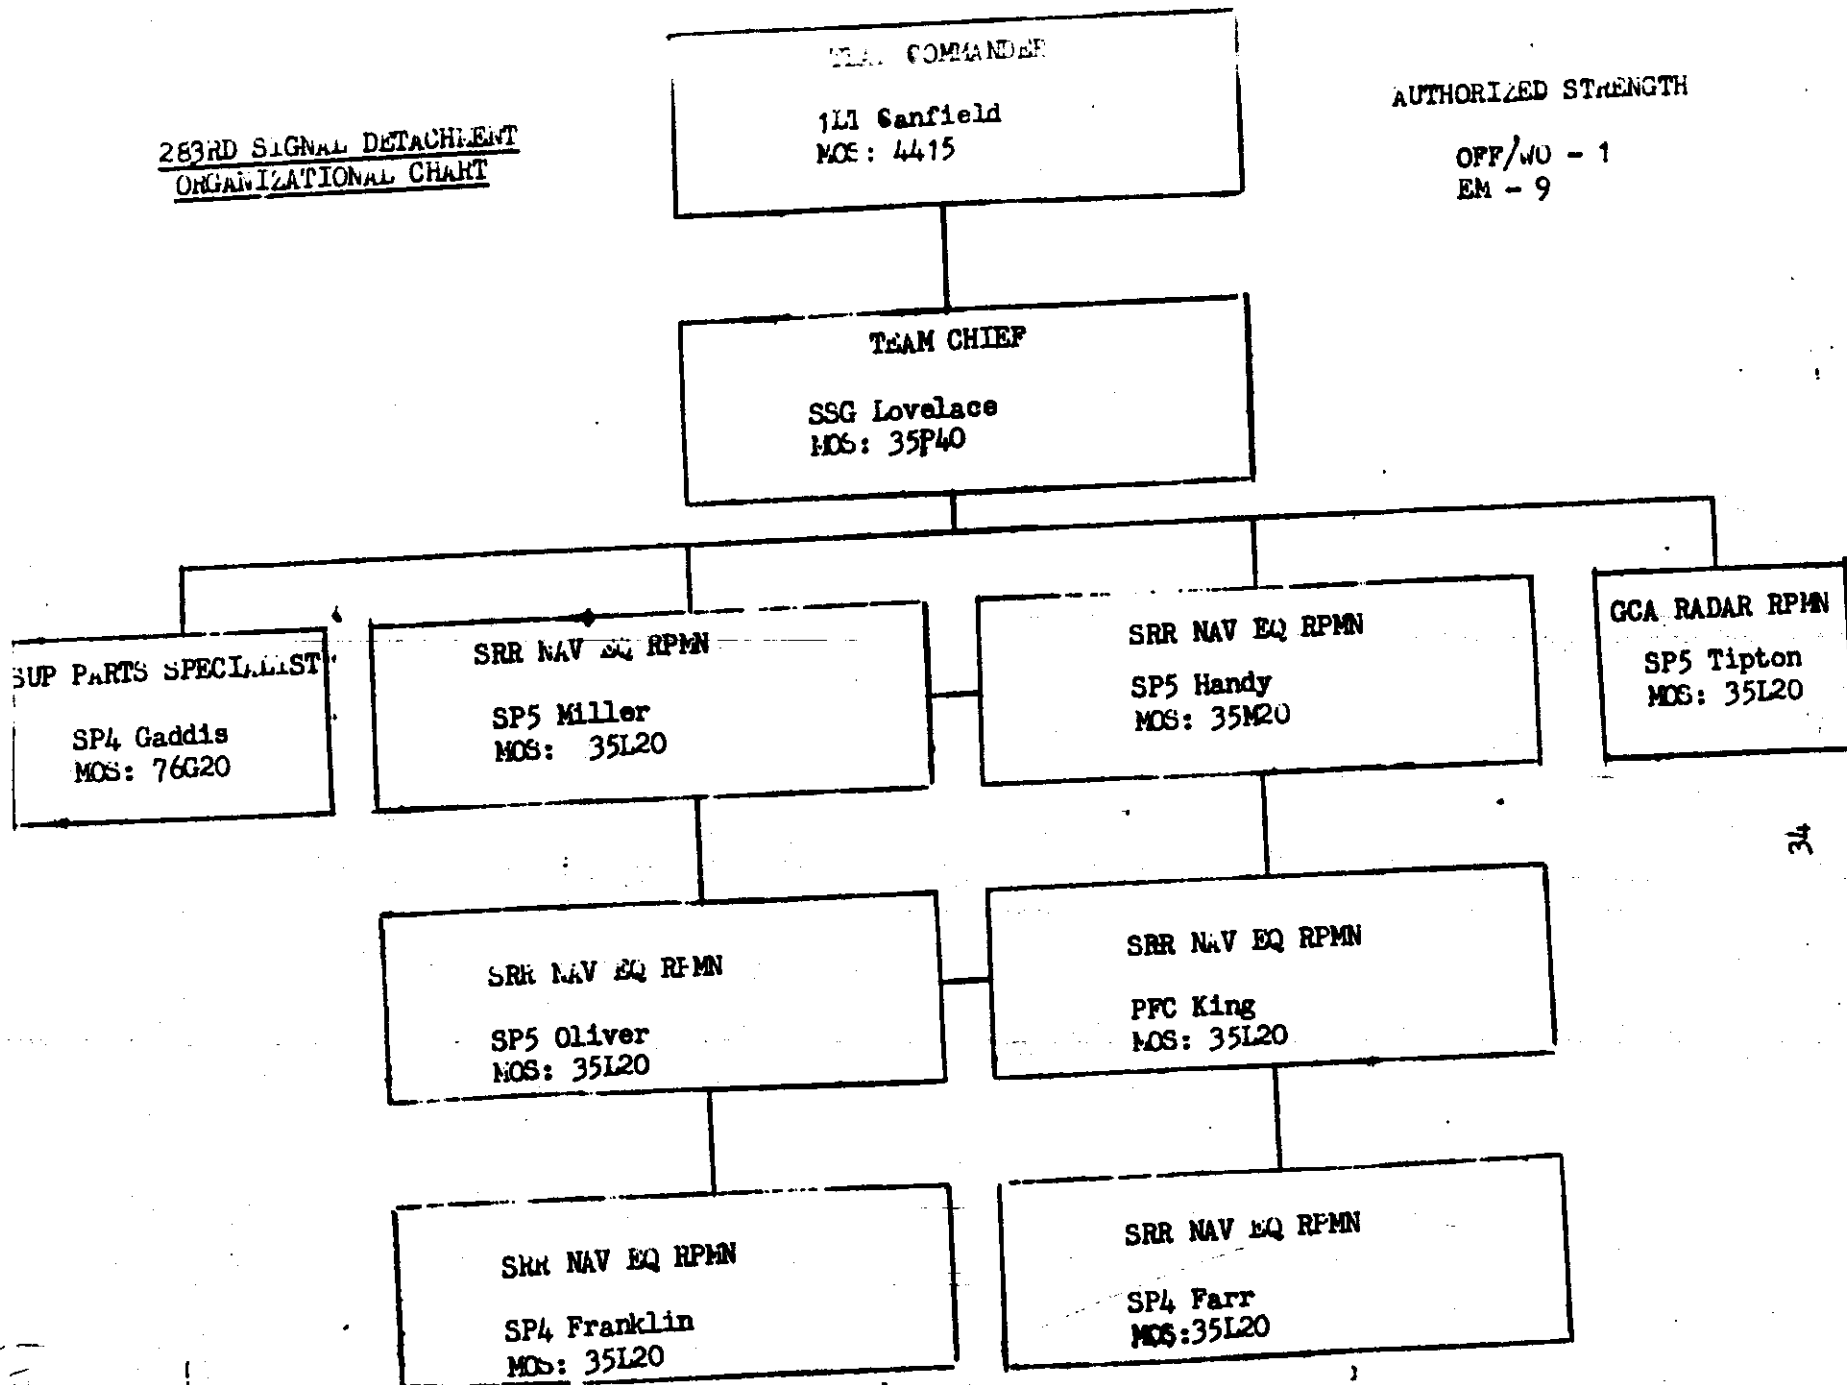 283RD SIGNAL DETACHMENT
ORGANIZATIONAL CHART
COMMANDER
1LT Sanfield
MOS: 4415
AUTHORIZED STRENGTH
OFF/WO - 1
EM - 9
TEAM CHIEF
SSG Lovelace
MOS: 35P40
SUP PARTS SPECIALIST
SP4 Gaddis
MOS: 76G20
SRR NAV EQ RPMN
SP5 Miller
MOS: 35L20
SRR NAV EQ RPMN
SP5 Handy
MOS: 35M20
GCA RADAR RPMN
SP5 Tipton
MOS: 35L20
34
SRR NAV EQ RPMN
SP5 Oliver
MOS: 35L20
SRR NAV EQ RPMN
PFC King
MOS: 35L20
SRR NAV EQ RPMN
SP4 Franklin
MOS: 35L20
SRR NAV EQ RPMN
SP4 Farr
MOS:35L20